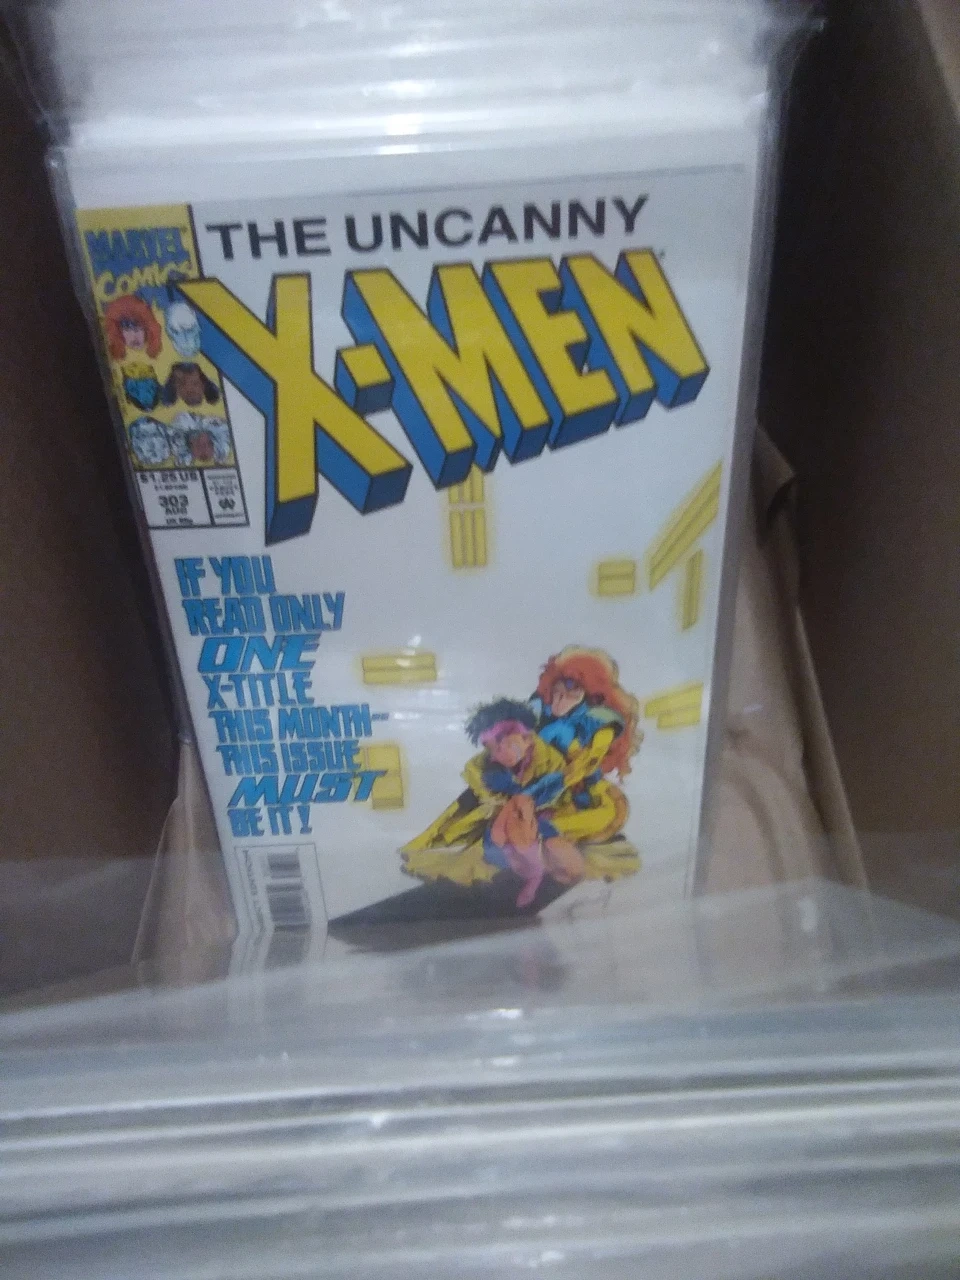 MARVEL
COMICS
THE UNCANNY
X-MEN
$1.25 US
303
AUG
IF YOU
READ ONLY
ONE
X-TITLE
THIS MONTH—
THIS ISSUE
MUST
BE IT!